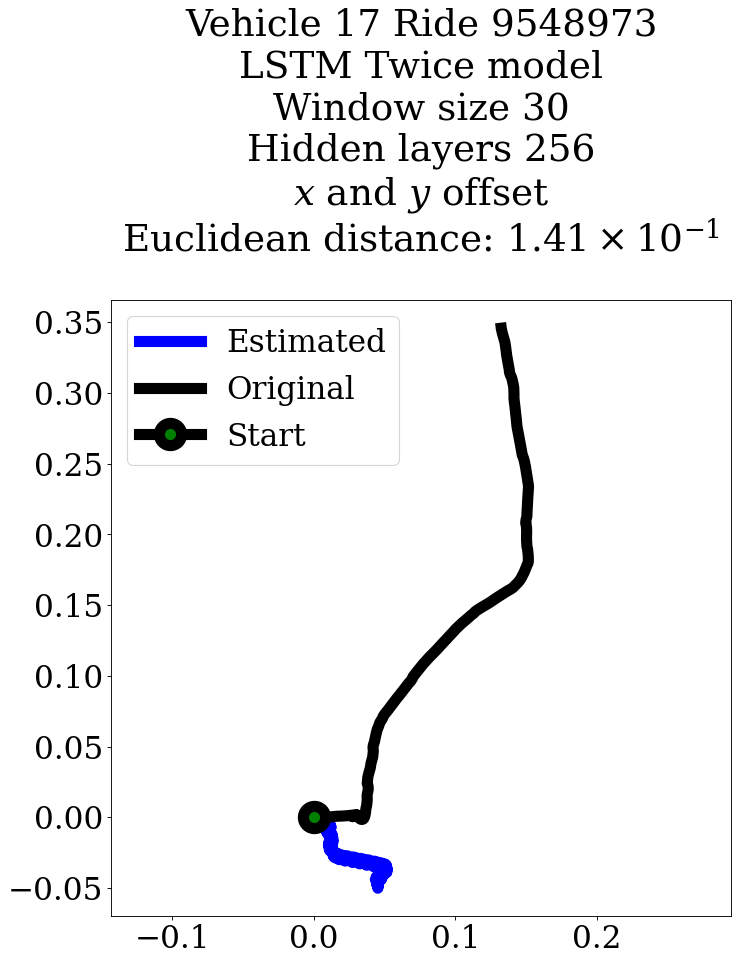 Vehicle 17 Ride 9548973
LSTM Twice model
Window size 30
Hidden layers 256
x and y offset
Euclidean distance: 1.41 × 10⁻¹
Estimated
Original
Start
0.35
0.30
0.25
0.20
0.15
0.10
0.05
0.00
−0.05
−0.1 0.0 0.1 0.2